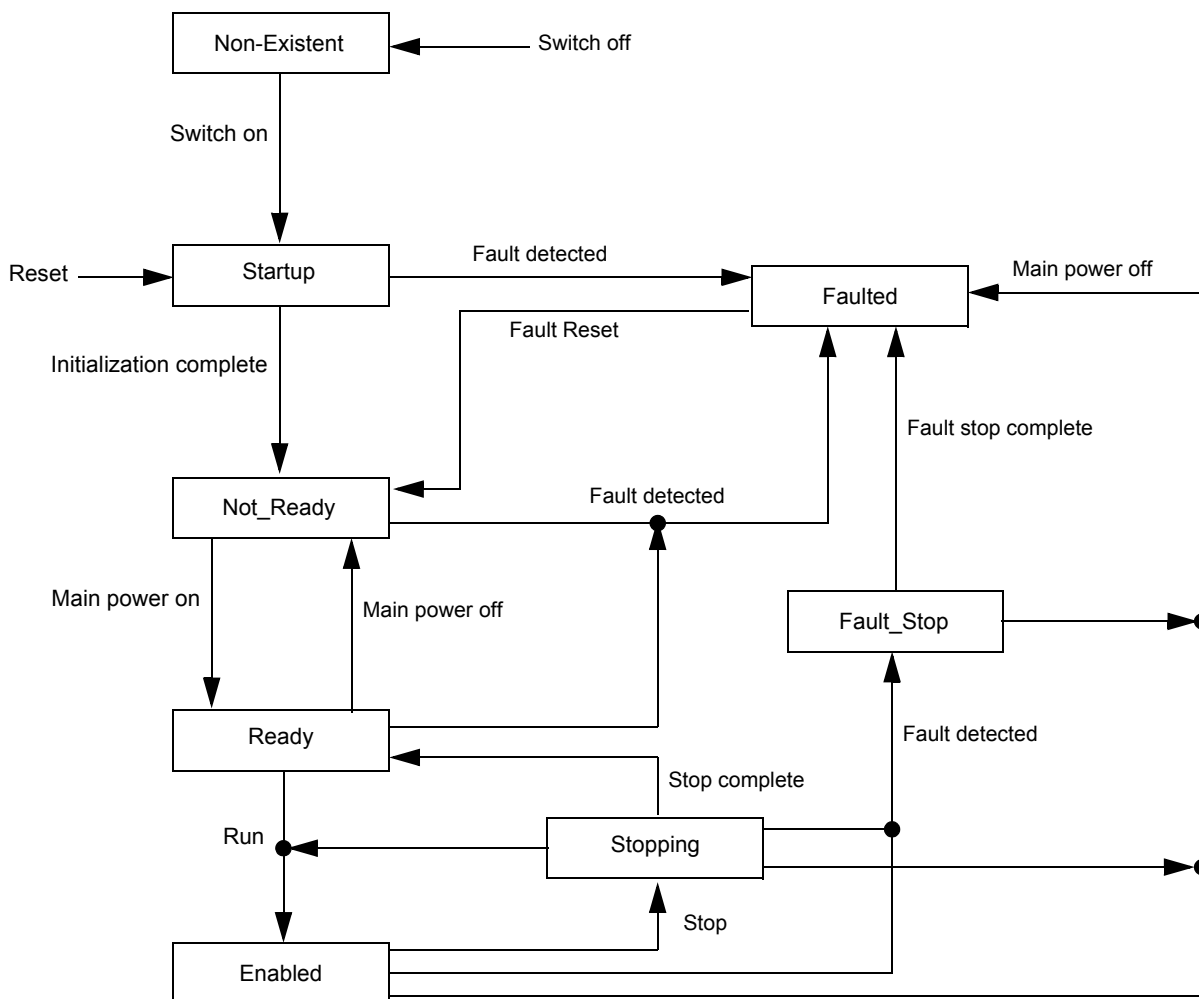 Non-Existent
Switch off
Switch on
Fault detected
Startup
Reset
Main power off
Faulted
Fault Reset
Initialization complete
Fault stop complete
Fault detected
Not_Ready
Main power on
Main power off
Fault_Stop
Ready
Fault detected
Stop complete
Run
Stopping
Stop
Enabled